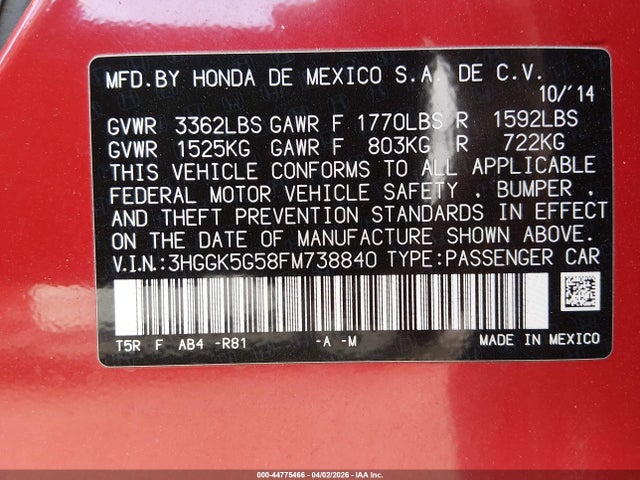 MFD.BY HONDA DE MEXICO S.A. DE C.V.
10/'14
GVWR 3362LBS GAWR F 1770LBS R 1592LBS
GVWR 1525KG GAWR F 803KG R 722KG
THIS VEHICLE CONFORMS TO ALL APPLICABLE
FEDERAL MOTOR VEHICLE SAFETY , BUMPER ,
AND THEFT PREVENTION STANDARDS IN EFFECT
ON THE DATE OF MANUFACTURE SHOWN ABOVE.
V.I.N.:3HGGK5G58FM738840 TYPE:PASSENGER CAR
T5R F AB4 -R81 -A -M MADE IN MEXICO
000-44775466 | 04/02/2026 | IAA Inc.